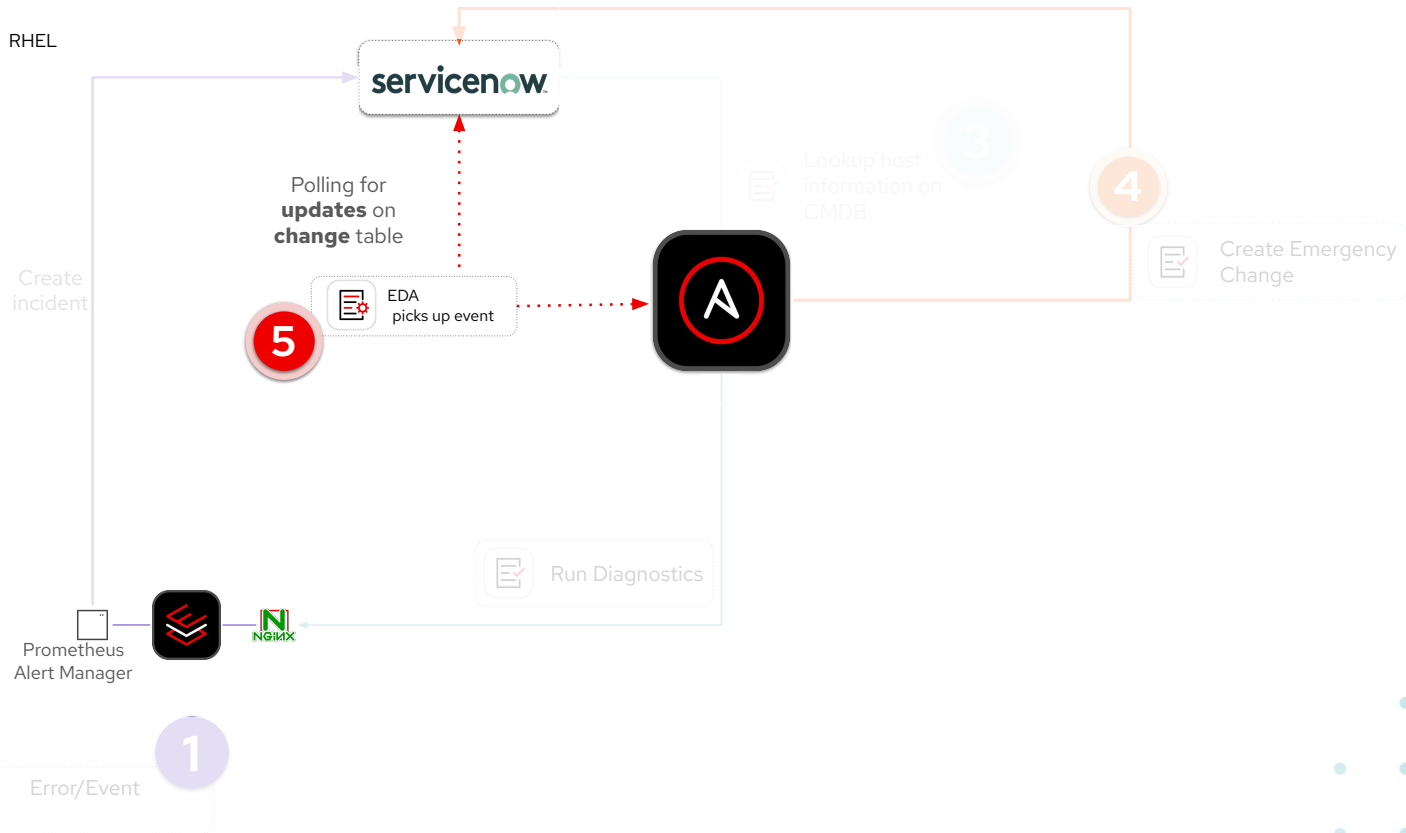 RHEL
servicenow
Polling for
updates on
change table
Lookup host
information on
CMDB
3
4
Create Emergency
Change
Create
incident
EDA
picks up event
5
Run Diagnostics
NGINX
Prometheus
Alert Manager
1
Error/Event